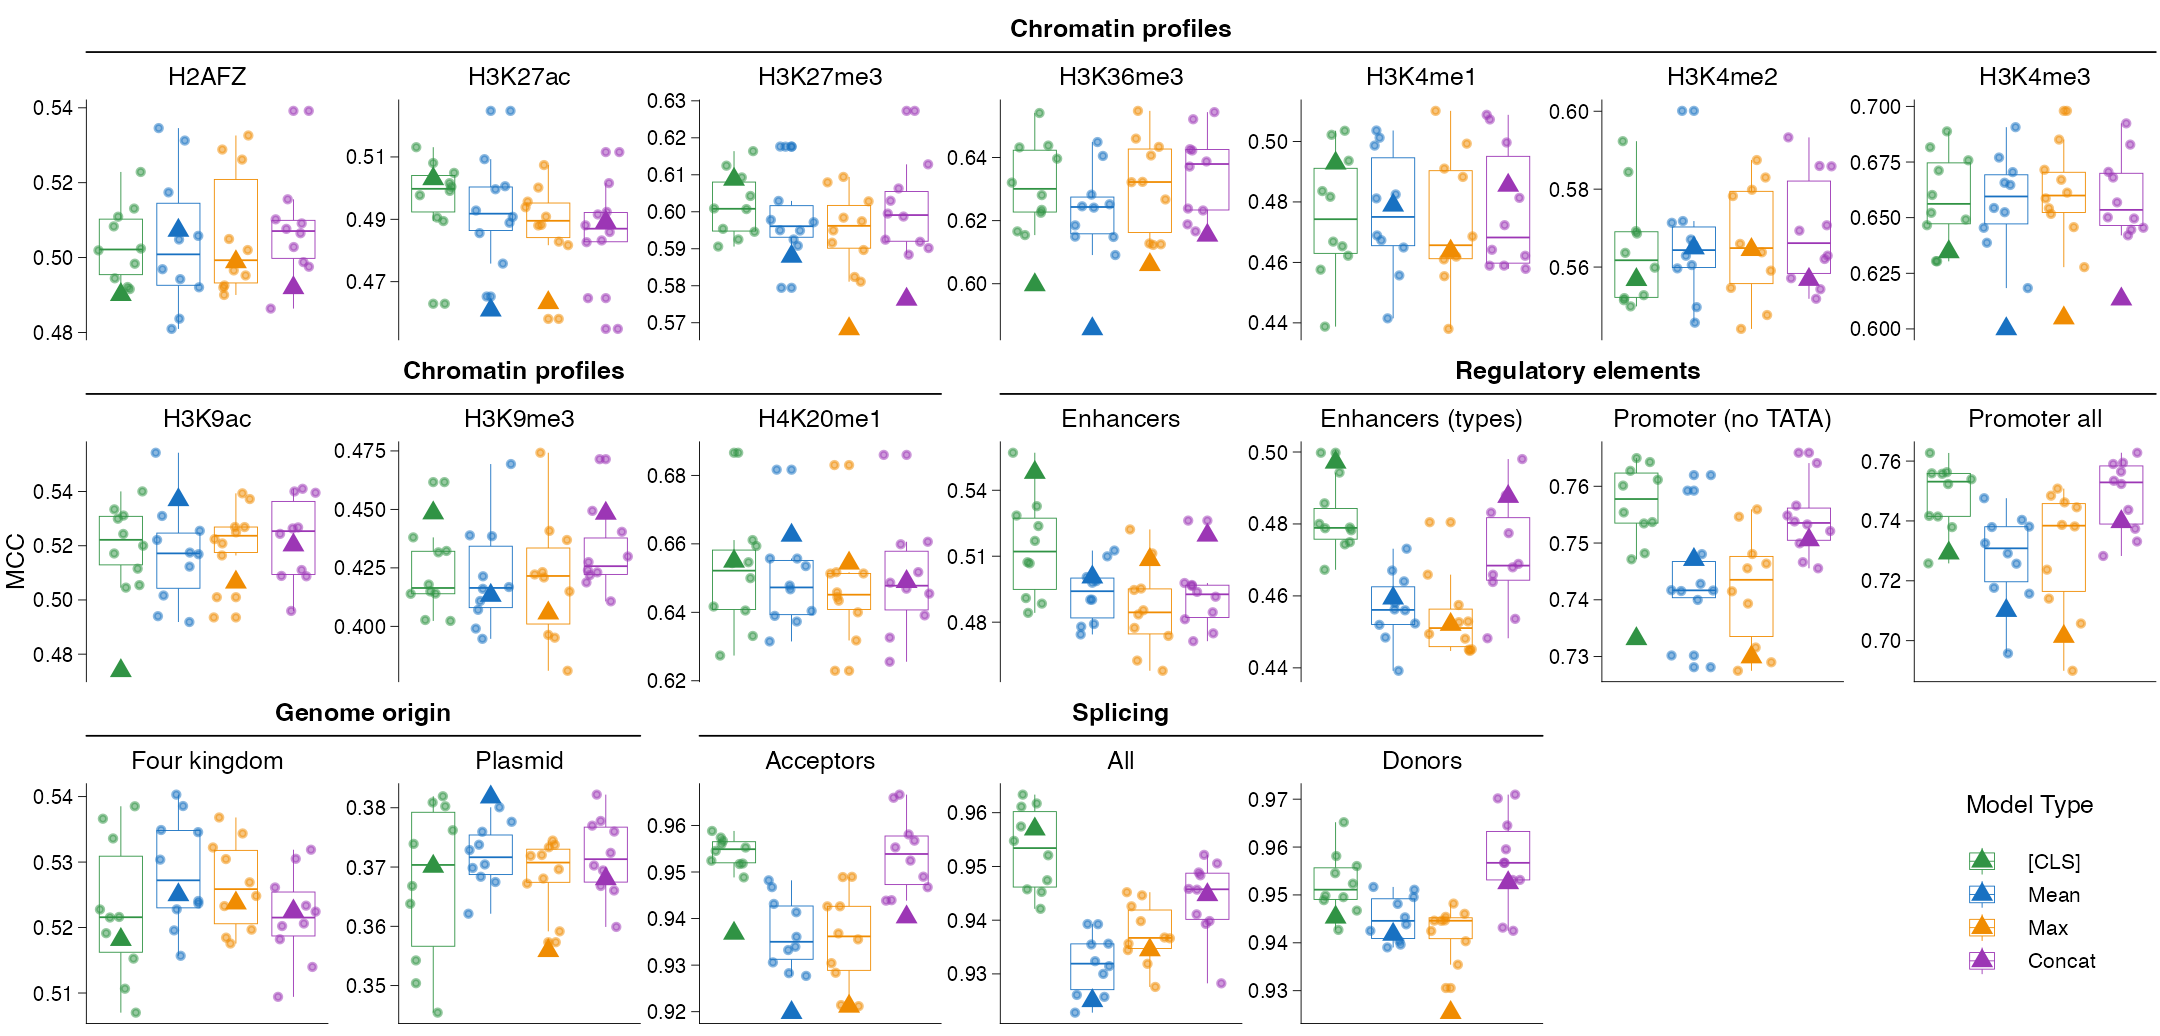 Chromatin profiles
H2AFZ H3K27ac H3K27me3 H3K36me3 H3K4me1 H3K4me2 H3K4me3
0.54 0.52 0.50 0.48
0.51 0.49 0.47
0.63 0.62 0.61 0.60 0.59 0.58 0.57
0.64 0.62 0.60
0.50 0.48 0.46 0.44
0.60 0.58 0.56
0.700 0.675 0.650 0.625 0.600
Chromatin profiles Regulatory elements
H3K9ac H3K9me3 H4K20me1 Enhancers Enhancers (types) Promoter (no TATA) Promoter all
MCC
0.54 0.52 0.50 0.48
0.475 0.450 0.425 0.400
0.68 0.66 0.64 0.62
0.54 0.51 0.48
0.50 0.48 0.46 0.44
0.76 0.75 0.74 0.73
0.76 0.74 0.72 0.70
Genome origin Splicing
Four kingdom Plasmid Acceptors All Donors
0.54 0.53 0.52 0.51
0.38 0.37 0.36 0.35
0.96 0.95 0.94 0.93 0.92
0.96 0.95 0.94 0.93
0.97 0.96 0.95 0.94 0.93
Model Type
[CLS]
Mean
Max
Concat